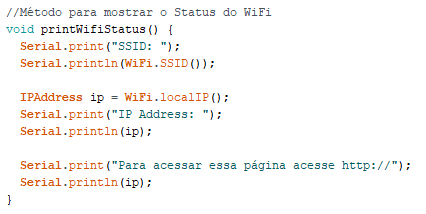 //Método para mostrar o Status do WiFi
void printWifiStatus() {
  Serial.print("SSID: ");
  Serial.println(WiFi.SSID());

  IPAddress ip = WiFi.localIP();
  Serial.print("IP Address: ");
  Serial.println(ip);

  Serial.print("Para acessar essa página acesse http://");
  Serial.println(ip);
}